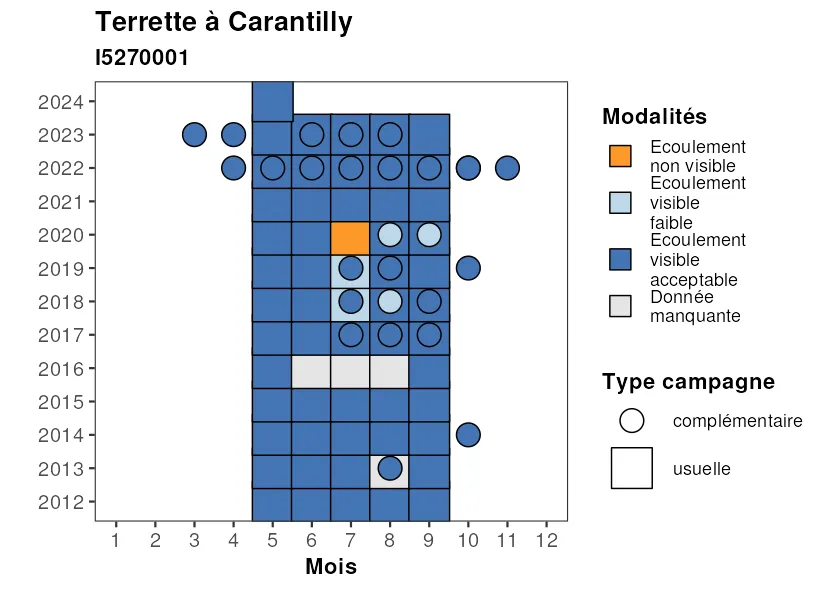 Terrette à Carantilly
I5270001
2024
2023
2022
2021
2020
2019
2018
2017
2016
2015
2014
2013
2012
1 2 3 4 5 6 7 8 9 10 11 12
Mois
Modalités
Ecoulement
non visible
Ecoulement
visible
faible
Ecoulement
visible
acceptable
Donnée
manquante
Type campagne
complémentaire
usuelle